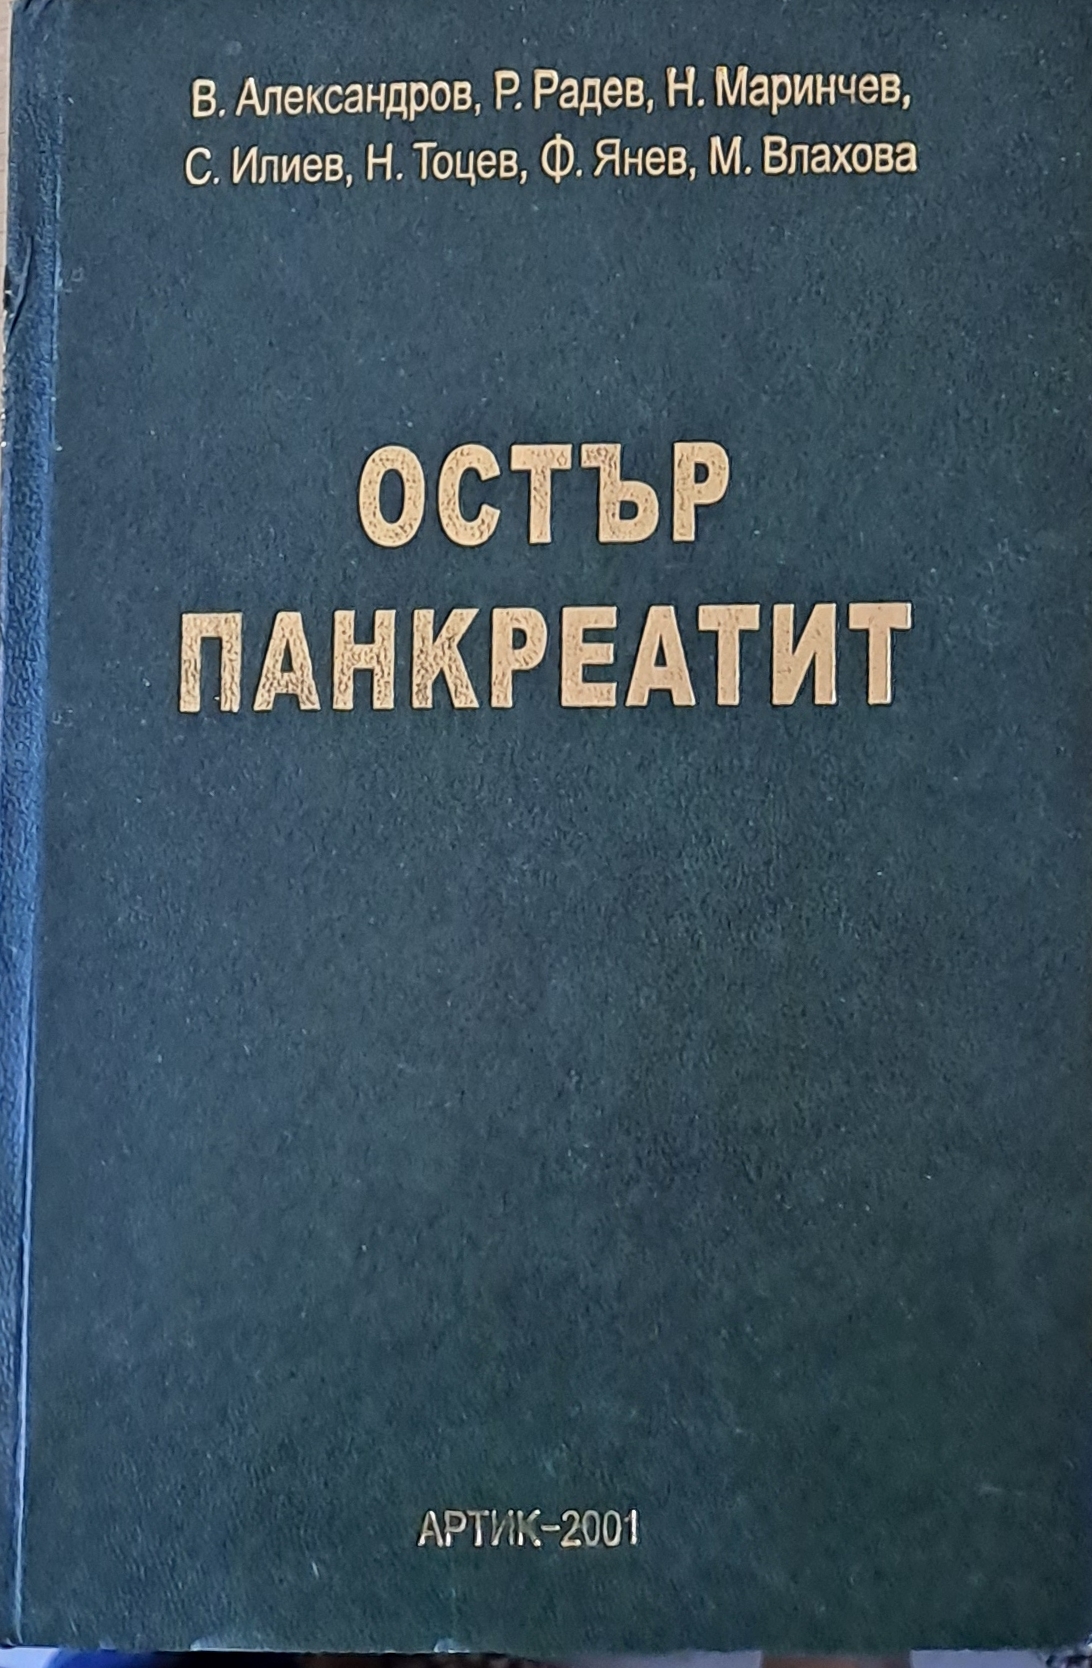 В. Александров, Р. Радев, Н. Маринчев,
С. Илиев, Н. Тоцев, Ф. Янев, М. Влахова
ОСТЪР
ПАНКРЕАТИТ
АРТИК–2001